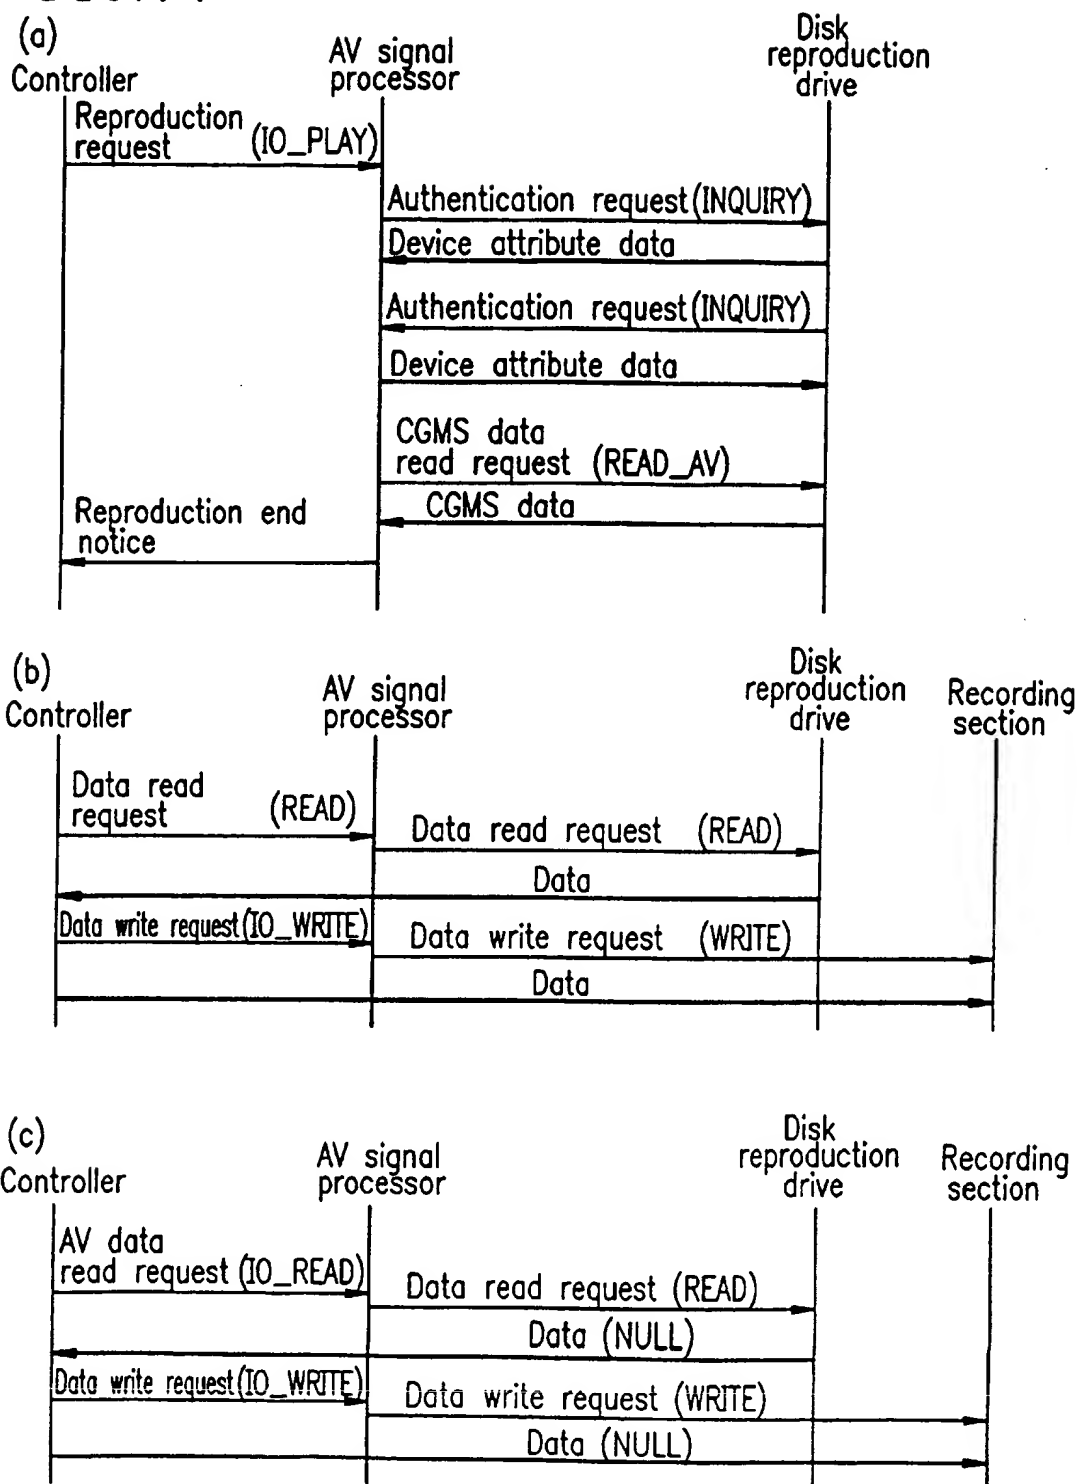 (a)
Controller
AV signal
processor
Disk
reproduction
drive
Reproduction
request (IO_PLAY)
Authentication request (INQUIRY)
Device attribute data
Authentication request (INQUIRY)
Device attribute data
CGMS data
read request (READ_AV)
CGMS data
Reproduction end
notice
(b)
Controller
AV signal
processor
Disk
reproduction
drive
Recording
section
Data read
request (READ)
Data read request (READ)
Data
Data write request (IO_WRITE)
Data write request (WRITE)
Data
(c)
Controller
AV signal
processor
Disk
reproduction
drive
Recording
section
AV data
read request (IO_READ)
Data read request (READ)
Data (NULL)
Data write request (IO_WRITE)
Data write request (WRITE)
Data (NULL)